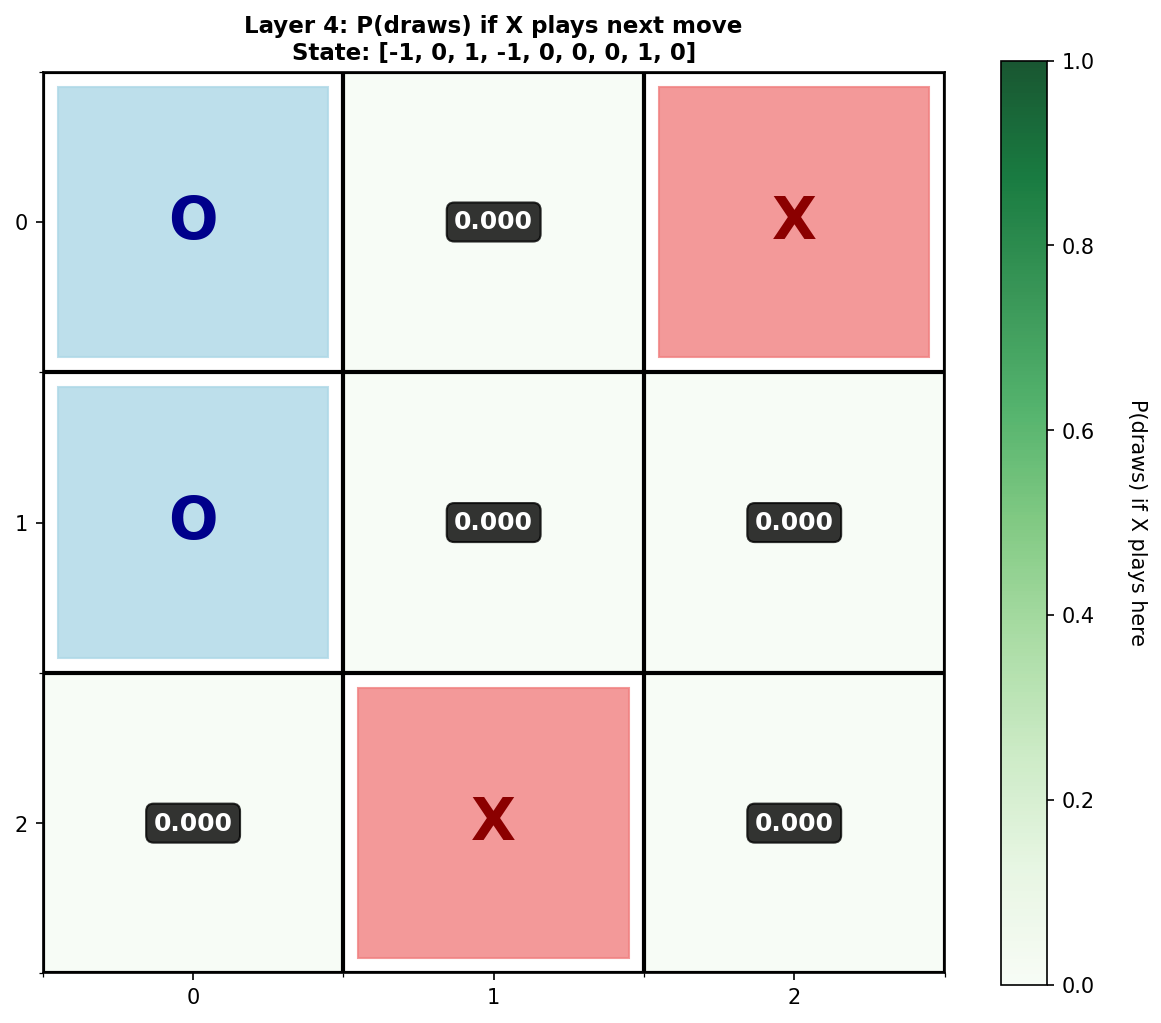 Layer 4: P(draws) if X plays next move
State: [-1, 0, 1, -1, 0, 0, 0, 1, 0]
O
0.000
X
O
0.000
0.000
0.000
X
0.000
0
1
2
0
1
2
1.0
0.8
0.6
0.4
0.2
0.0
P(draws) if X plays here